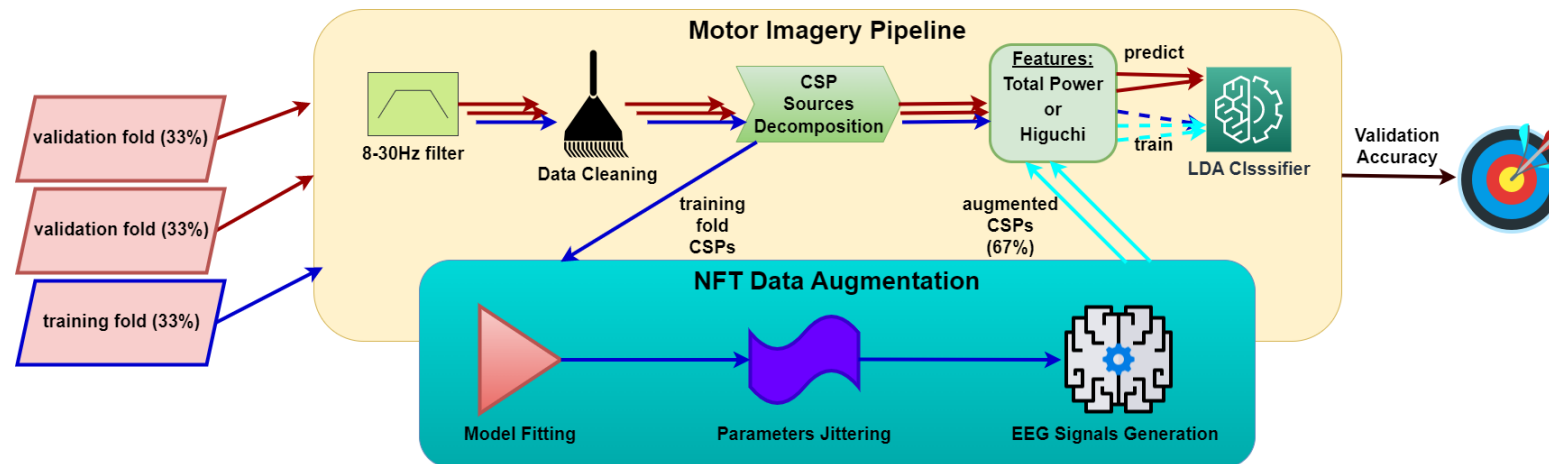 Motor Imagery Pipeline
validation fold (33%)
validation fold (33%)
training fold (33%)
8-30Hz filter
Data Cleaning
CSP
Sources
Decomposition
Features:
Total Power
or
Higuchi
predict
train
LDA Clsssifier
Validation
Accuracy
training
fold
CSPs
augmented
CSPs
(67%)
NFT Data Augmentation
Model Fitting
Parameters Jittering
EEG Signals Generation